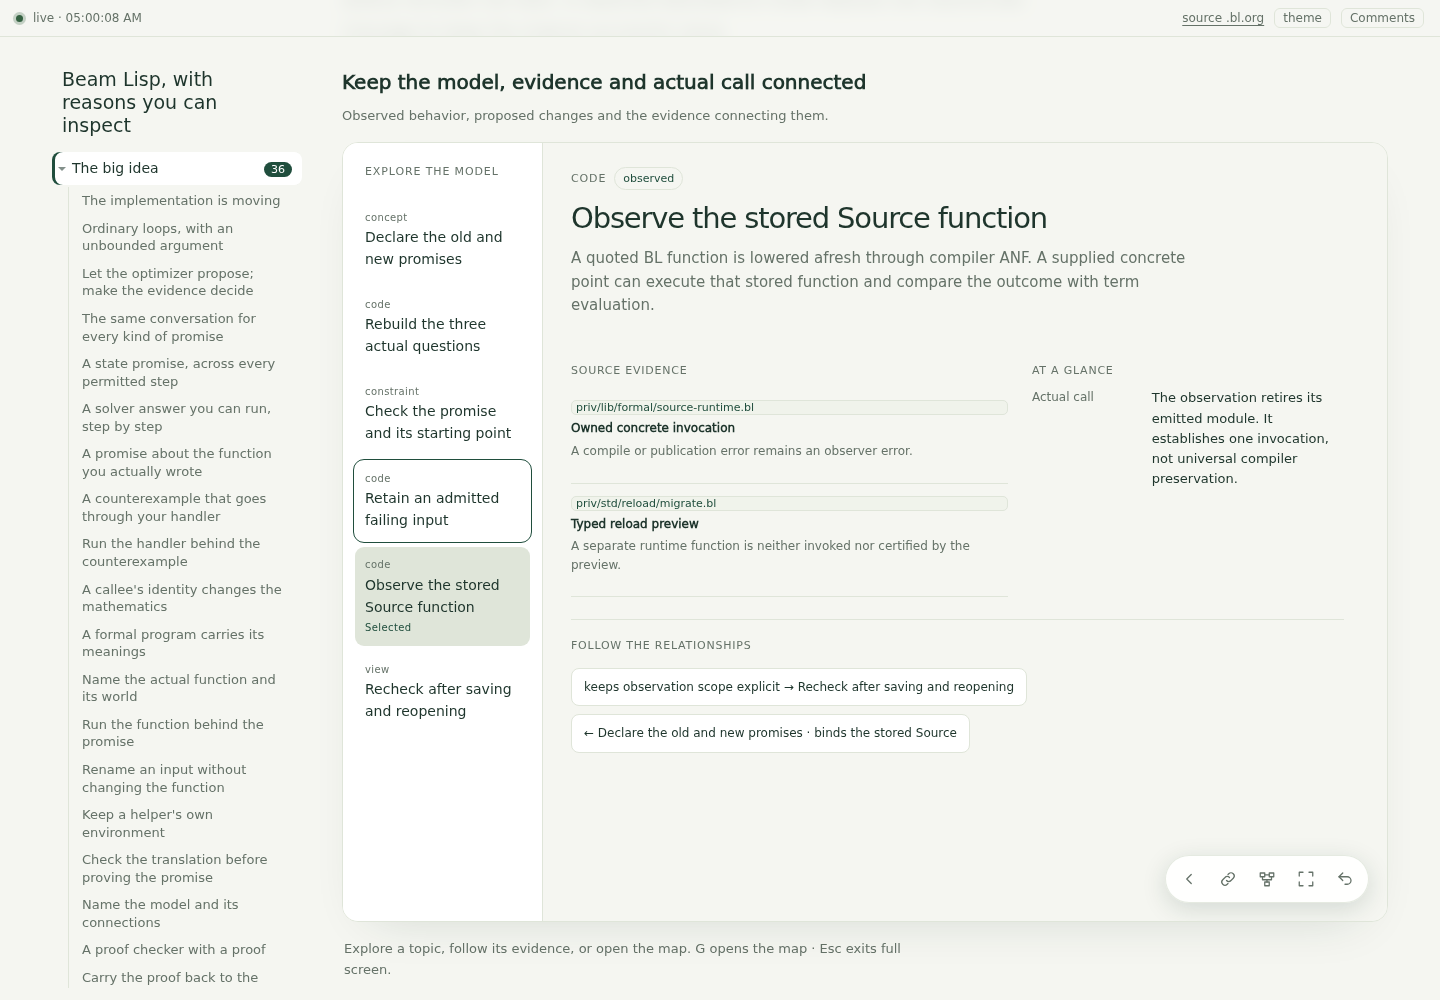 live · 05:00:08 AM
source .bl.org
theme
Comments
Beam Lisp, with
reasons you can
inspect
The big idea
36
The implementation is moving
Ordinary loops, with an
unbounded argument
Let the optimizer propose;
make the evidence decide
The same conversation for
every kind of promise
A state promise, across every
permitted step
A solver answer you can run,
step by step
A promise about the function
you actually wrote
A counterexample that goes
through your handler
Run the handler behind the
counterexample
A callee's identity changes the
mathematics
A formal program carries its
meanings
Name the actual function and
its world
Run the function behind the
promise
Rename an input without
changing the function
Keep a helper's own
environment
Check the translation before
proving the promise
Name the model and its
connections
A proof checker with a proof
Carry the proof back to the
Keep the model, evidence and actual call connected
Observed behavior, proposed changes and the evidence connecting them.
EXPLORE THE MODEL
concept
Declare the old and
new promises
code
Rebuild the three
actual questions
constraint
Check the promise
and its starting point
code
Retain an admitted
failing input
code
Observe the stored
Source function
Selected
view
Recheck after saving
and reopening
CODE
observed
Observe the stored Source function
A quoted BL function is lowered afresh through compiler ANF. A supplied concrete
point can execute that stored function and compare the outcome with term
evaluation.
SOURCE EVIDENCE
priv/lib/formal/source-runtime.bl
Owned concrete invocation
A compile or publication error remains an observer error.
priv/std/reload/migrate.bl
Typed reload preview
A separate runtime function is neither invoked nor certified by the
preview.
AT A GLANCE
Actual call
The observation retires its
emitted module. It
establishes one invocation,
not universal compiler
preservation.
FOLLOW THE RELATIONSHIPS
keeps observation scope explicit → Recheck after saving and reopening
← Declare the old and new promises · binds the stored Source
Explore a topic, follow its evidence, or open the map. G opens the map · Esc exits full
screen.